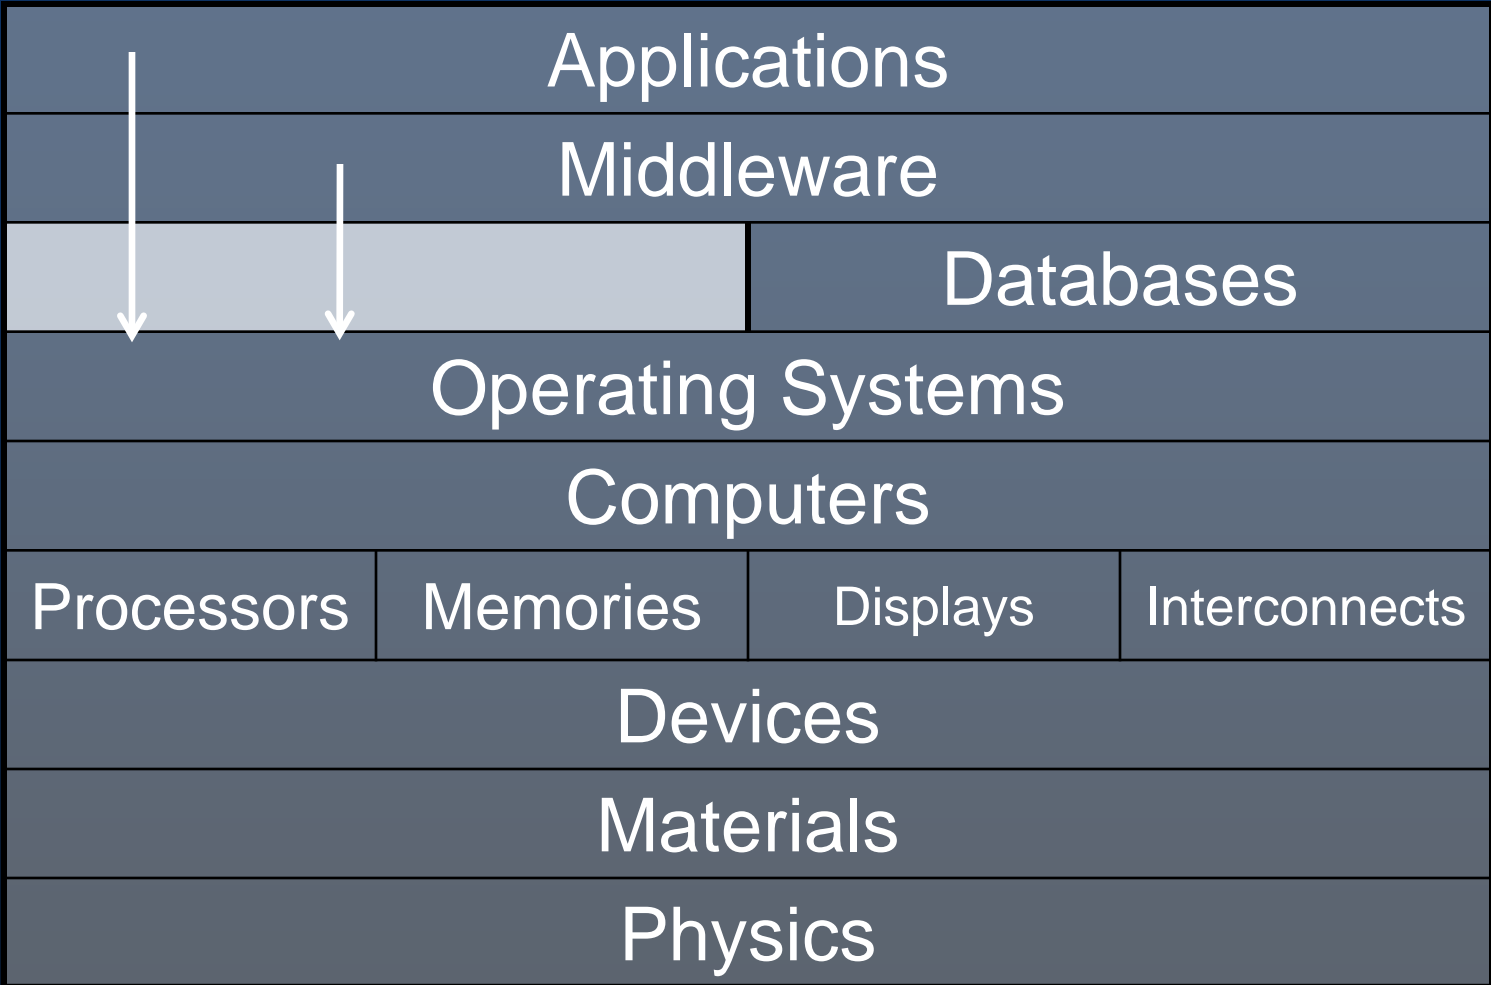 Applications
Middleware
Databases
Operating Systems
Computers
Processors Memories Displays Interconnects
Devices
Materials
Physics